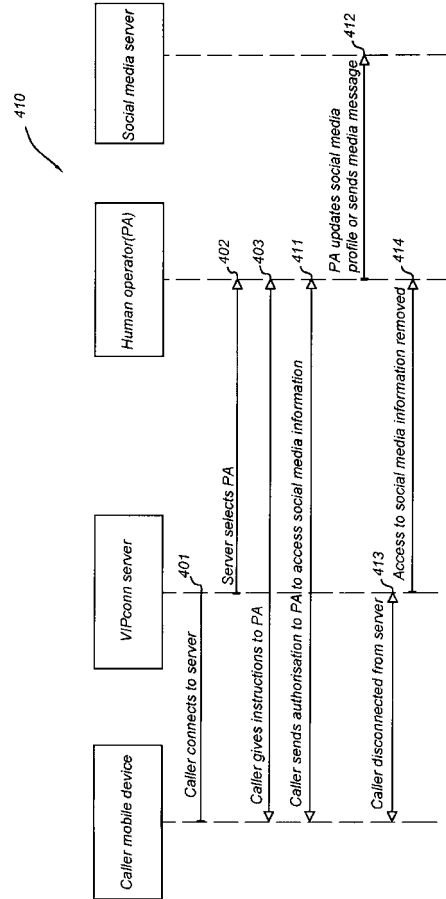 410
Caller mobile device
VIPconn server
Human operator(PA)
Social media server
Caller connects to server
401
Server selects PA
402
Caller gives instructions to PA
403
Caller sends authorisation to PA to access social media information
411
PA updates social media
profile or sends media message
412
Caller disconnected from server
413
Access to social media information removed
414